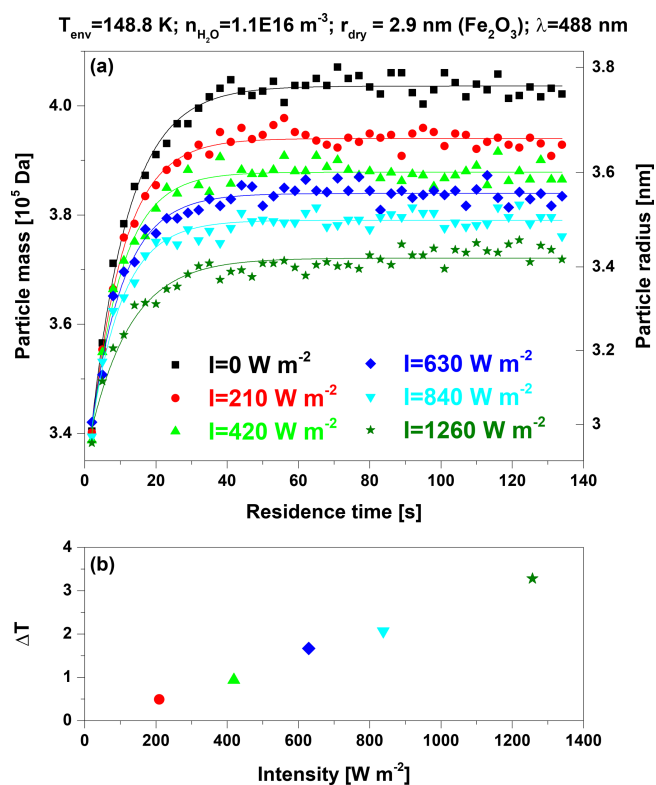 T_env=148.8 K; n_H₂O=1.1E16 m⁻³; r_dry = 2.9 nm (Fe₂O₃); λ=488 nm
(a)
Particle mass [10⁵ Da]
4.0
3.8
3.6
3.4
3.8
3.6
3.4
3.2
3
Particle radius [nm]
I=0 W m⁻²
I=210 W m⁻²
I=420 W m⁻²
I=630 W m⁻²
I=840 W m⁻²
I=1260 W m⁻²
0 20 40 60 80 100 120 140
Residence time [s]
(b)
ΔT
4
3
2
1
0
0 200 400 600 800 1000 1200 1400
Intensity [W m⁻²]